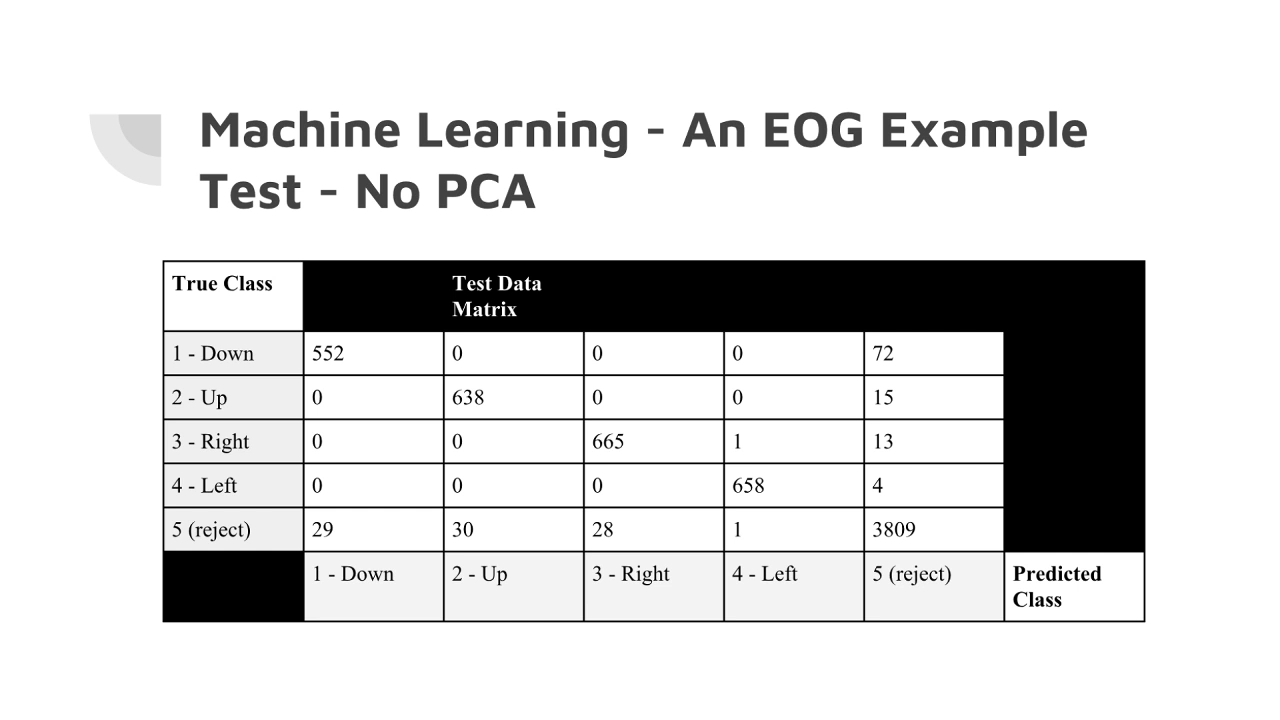 Machine Learning - An EOG Example
Test - No PCA
True Class
Test Data
Matrix
1 - Down 552 0 0 0 72
2 - Up 0 638 0 0 15
3 - Right 0 0 665 1 13
4 - Left 0 0 0 658 4
5 (reject) 29 30 28 1 3809
1 - Down 2 - Up 3 - Right 4 - Left 5 (reject) Predicted
Class